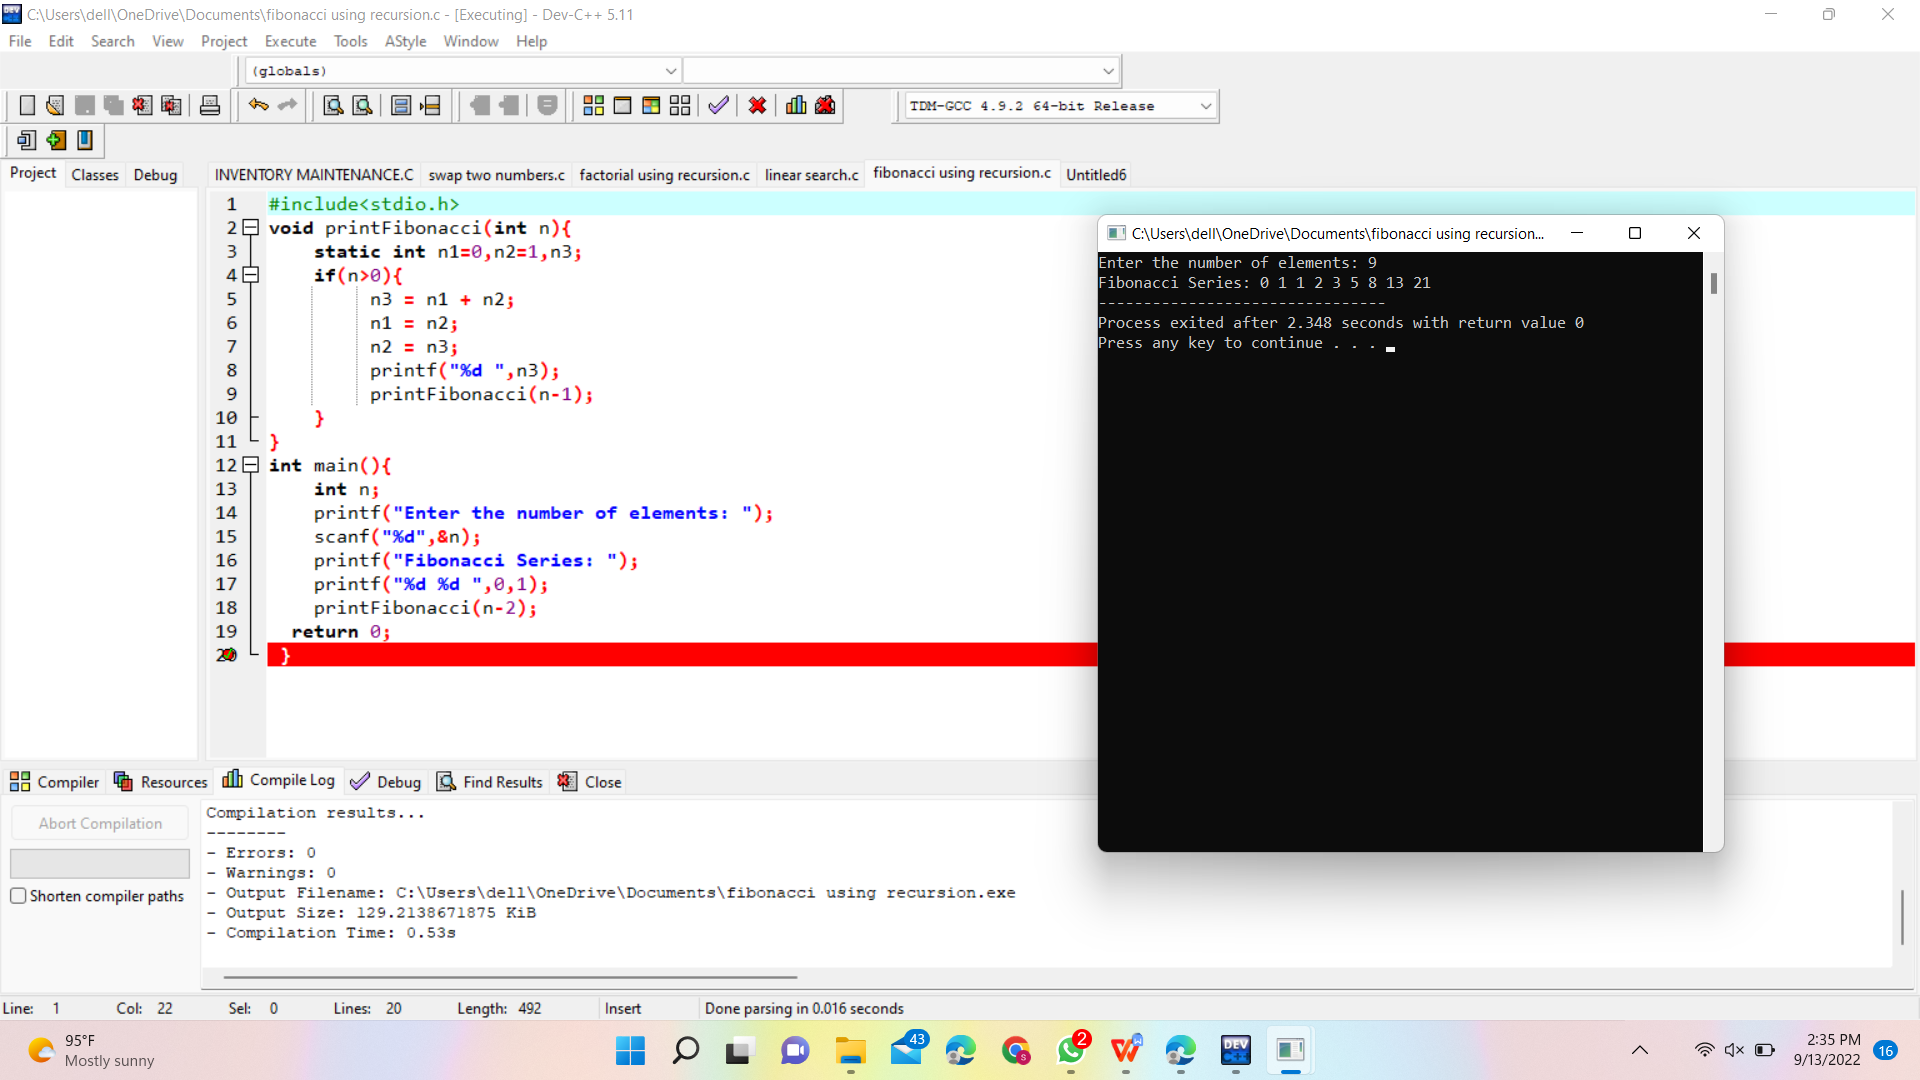 C:\Users\dell\OneDrive\Documents\fibonacci using recursion.c - [Executing] - Dev-C++ 5.11
File Edit Search View Project Execute Tools AStyle Window Help
(globals)
TDM-GCC 4.9.2 64-bit Release
Project Classes Debug
INVENTORY MAINTENANCE.C swap two numbers.c factorial using recursion.c linear search.c fibonacci using recursion.c Untitled6
1 #include<stdio.h>
2 void printFibonacci(int n){
3 static int n1=0,n2=1,n3;
4 if(n>0){
5 n3 = n1 + n2;
6 n1 = n2;
7 n2 = n3;
8 printf("%d ",n3);
9 printFibonacci(n-1);
10 }
11 }
12 int main(){
13 int n;
14 printf("Enter the number of elements: ");
15 scanf("%d",&n);
16 printf("Fibonacci Series: ");
17 printf("%d %d ",0,1);
18 printFibonacci(n-2);
19 return 0;
20 }
C:\Users\dell\OneDrive\Documents\fibonacci using recursion...
Enter the number of elements: 9
Fibonacci Series: 0 1 1 2 3 5 8 13 21
--------------------------------
Process exited after 2.348 seconds with return value 0
Press any key to continue . . .
Compiler Resources Compile Log Debug Find Results Close
Abort Compilation
Shorten compiler paths
Compilation results...
--------
- Errors: 0
- Warnings: 0
- Output Filename: C:\Users\dell\OneDrive\Documents\fibonacci using recursion.exe
- Output Size: 129.2138671875 KiB
- Compilation Time: 0.53s
Line: 1 Col: 22 Sel: 0 Lines: 20 Length: 492 Insert Done parsing in 0.016 seconds
95°F
Mostly sunny
43
2
DEV
C++
2:35 PM
9/13/2022
16